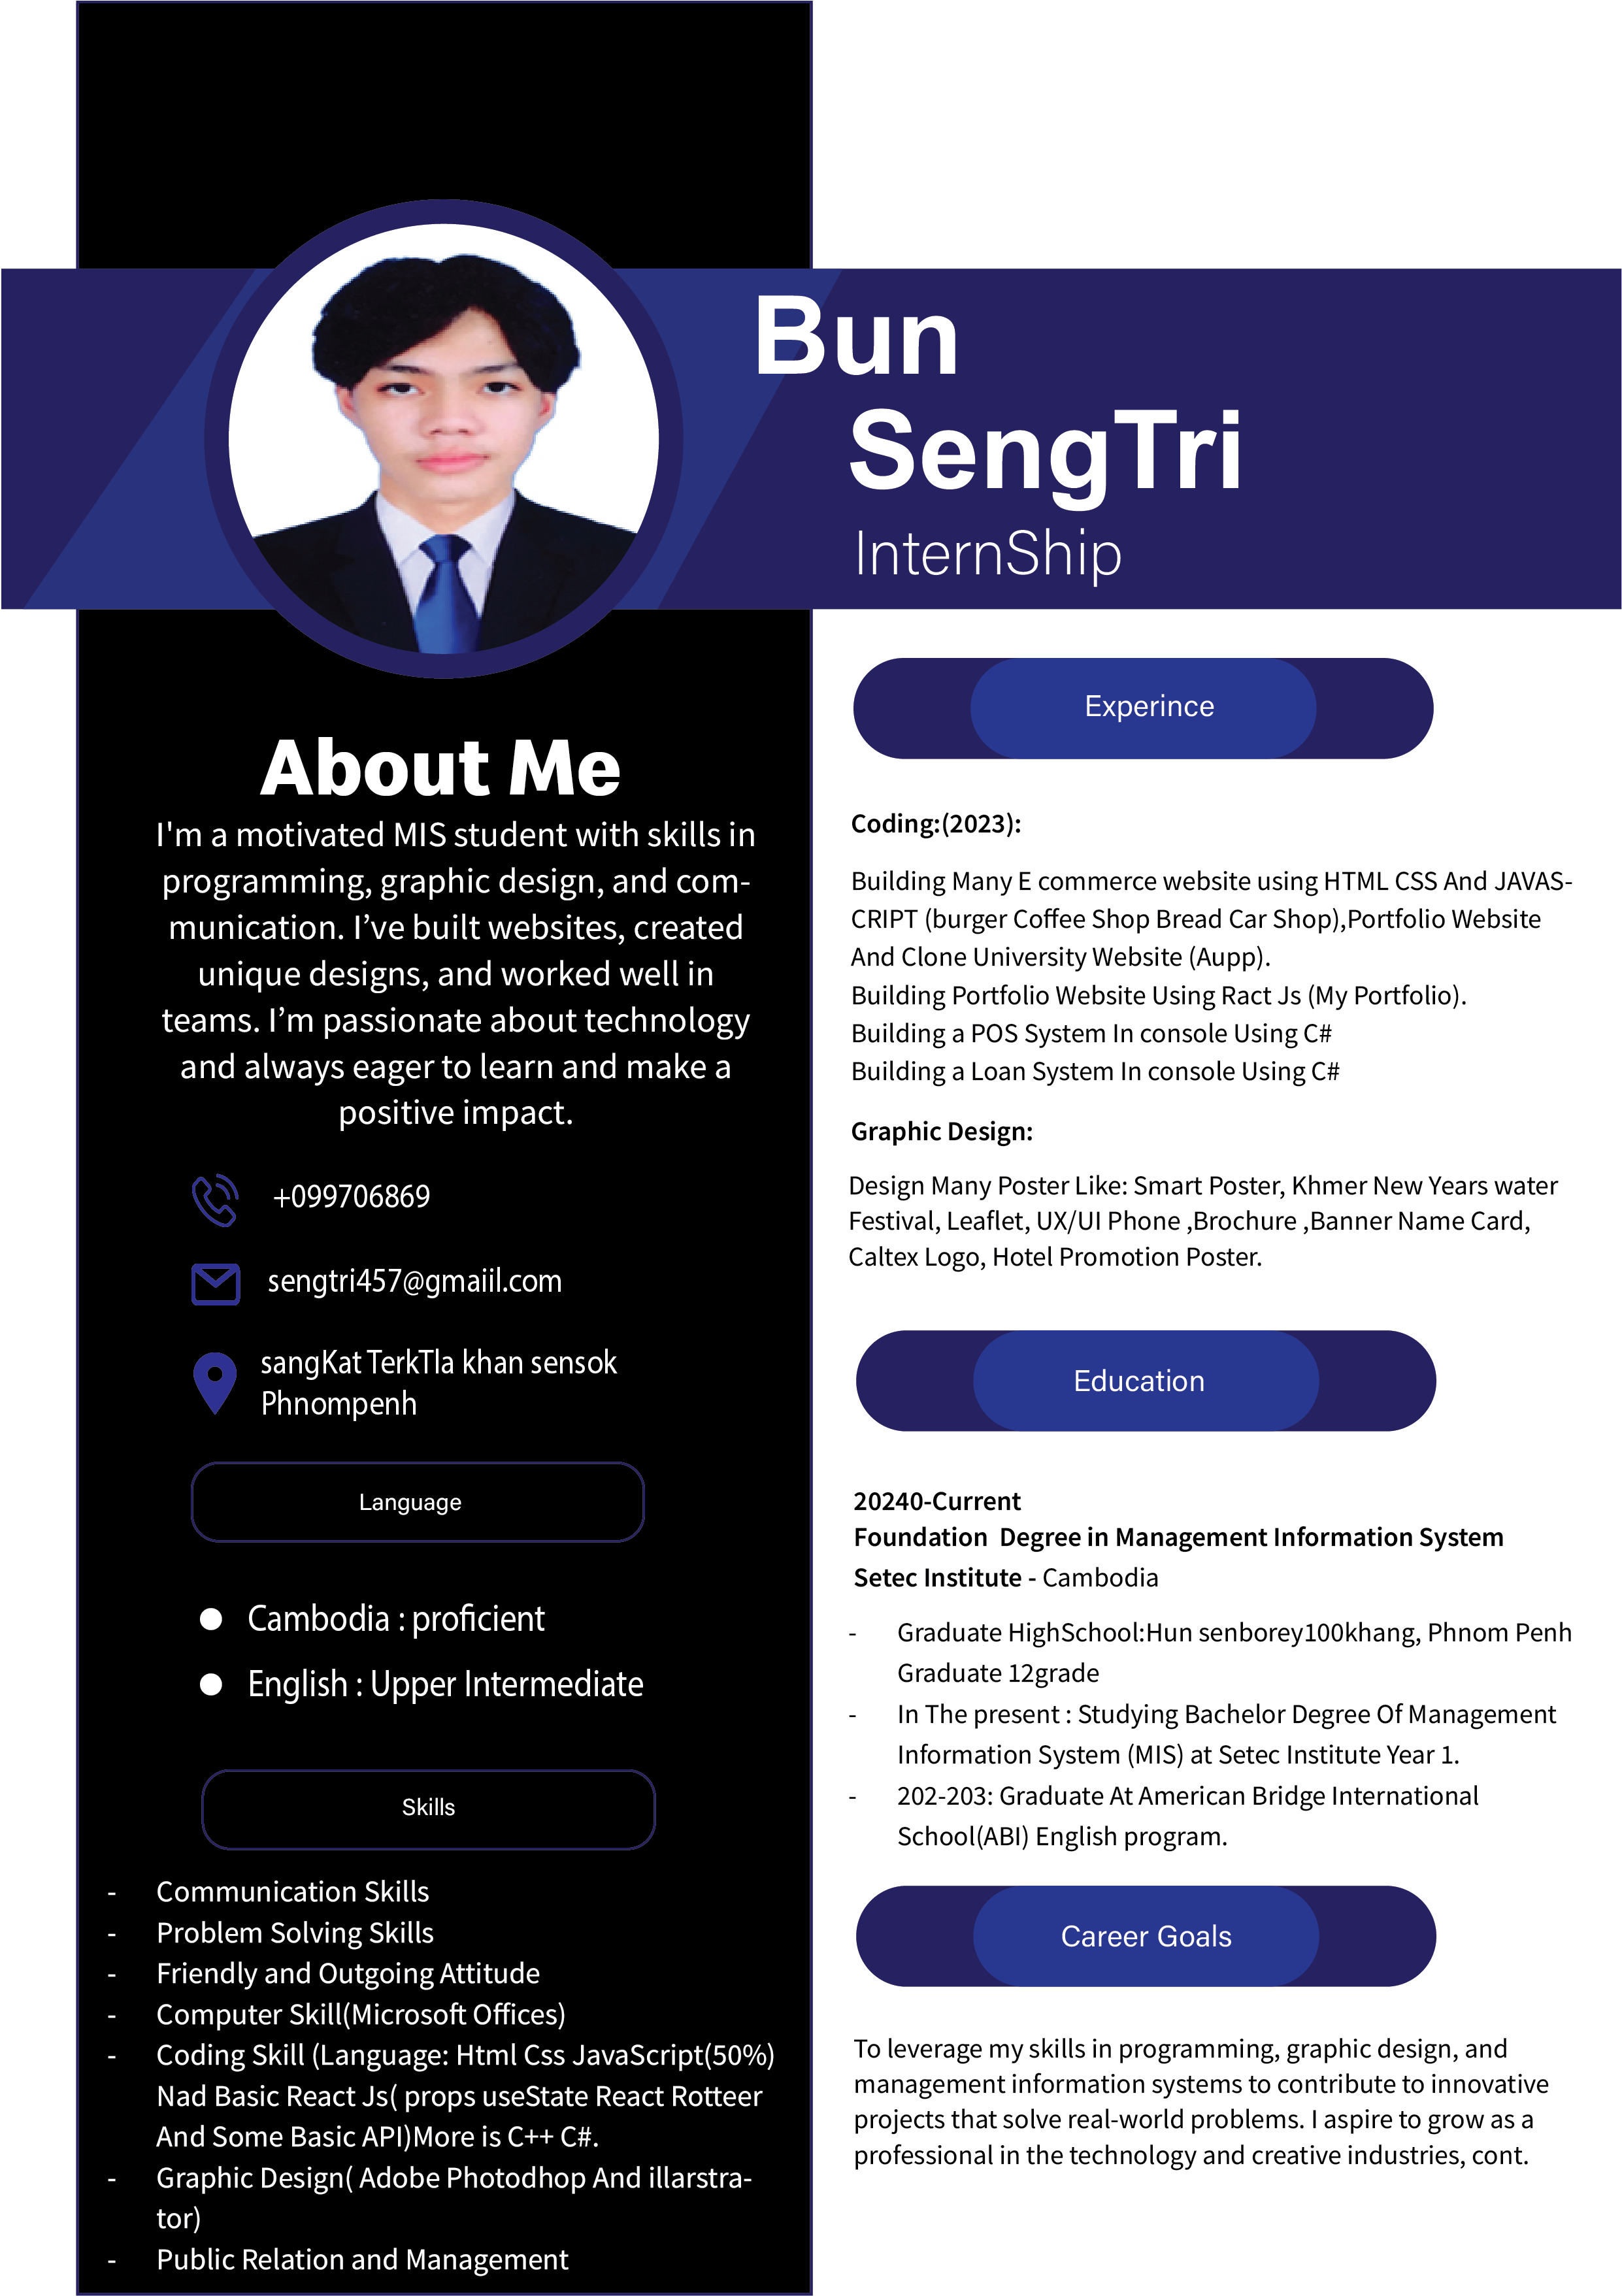 Bun
SengTri
InternShip
About Me
I'm a motivated MIS student with skills in
programming, graphic design, and com-
munication. I’ve built websites, created
unique designs, and worked well in
teams. I’m passionate about technology
and always eager to learn and make a
positive impact.
+099706869
sengtri457@gmaiil.com
sangKat TerkTla khan sensok
Phnompenh
Language
Cambodia : proficient
English : Upper Intermediate
Skills
- Communication Skills
- Problem Solving Skills
- Friendly and Outgoing Attitude
- Computer Skill(Microsoft Offices)
- Coding Skill (Language: Html Css JavaScript(50%)
Nad Basic React Js( props useState React Rotteer
And Some Basic API)More is C++ C#.
- Graphic Design( Adobe Photodhop And illarstra-
tor)
- Public Relation and Management
Experince
Coding:(2023):
Building Many E commerce website using HTML CSS And JAVAS-
CRIPT (burger Coffee Shop Bread Car Shop),Portfolio Website
And Clone University Website (Aupp).
Building Portfolio Website Using Ract Js (My Portfolio).
Building a POS System In console Using C#
Building a Loan System In console Using C#
Graphic Design:
Design Many Poster Like: Smart Poster, Khmer New Years water
Festival, Leaflet, UX/UI Phone ,Brochure ,Banner Name Card,
Caltex Logo, Hotel Promotion Poster.
Education
20240-Current
Foundation  Degree in Management Information System
Setec Institute - Cambodia
- Graduate HighSchool:Hun senborey100khang, Phnom Penh
Graduate 12grade
- In The present : Studying Bachelor Degree Of Management
Information System (MIS) at Setec Institute Year 1.
- 202-203: Graduate At American Bridge International
School(ABI) English program.
Career Goals
To leverage my skills in programming, graphic design, and
management information systems to contribute to innovative
projects that solve real-world problems. I aspire to grow as a
professional in the technology and creative industries, cont.